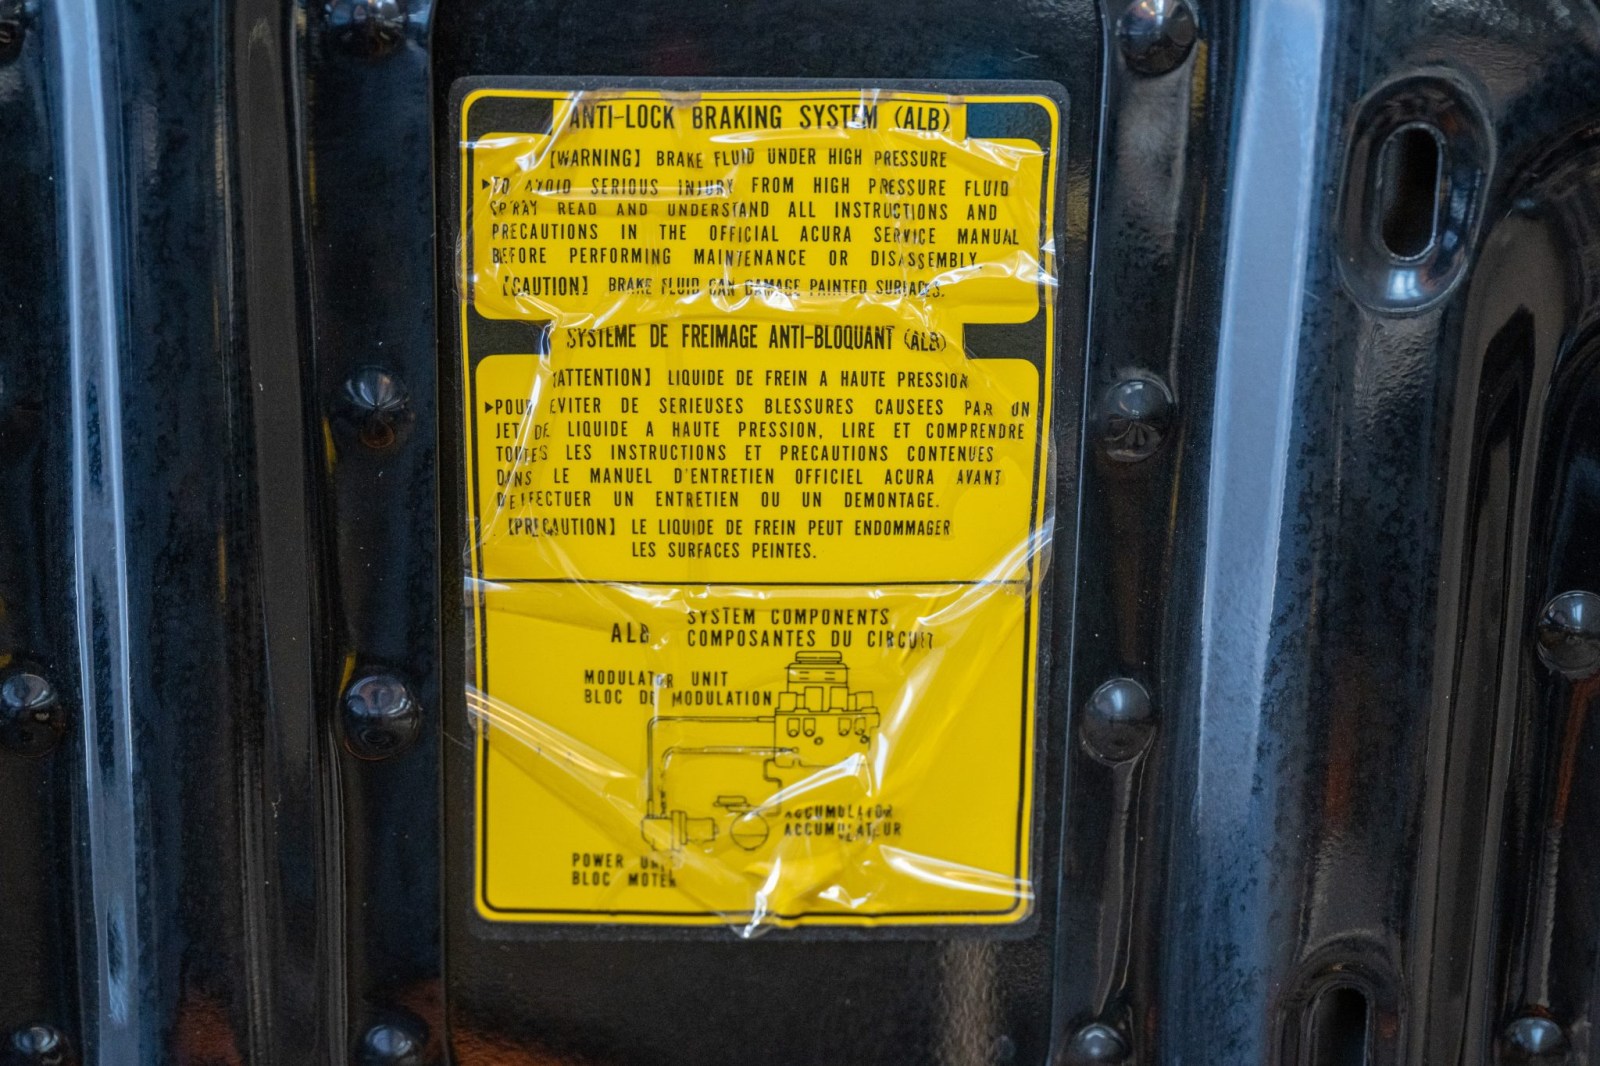 ANTI-LOCK BRAKING SYSTEM (ALB)
[WARNING] BRAKE FLUID UNDER HIGH PRESSURE
▶TO AVOID SERIOUS INJURY FROM HIGH PRESSURE FLUID
SPRAY READ AND UNDERSTAND ALL INSTRUCTIONS AND
PRECAUTIONS IN THE OFFICIAL ACURA SERVICE MANUAL
BEFORE PERFORMING MAINTENANCE OR DISASSEMBLY.
[CAUTION] BRAKE FLUID CAN DAMAGE PAINTED SURFACES.
SYSTEME DE FREIMAGE ANTI-BLOQUANT (ALB)
[ATTENTION] LIQUIDE DE FREIN A HAUTE PRESSION
▶POUR EVITER DE SERIEUSES BLESSURES CAUSEES PAR UN
JET DE LIQUIDE A HAUTE PRESSION, LIRE ET COMPRENDRE
TOUTES LES INSTRUCTIONS ET PRECAUTIONS CONTENUES
DANS LE MANUEL D'ENTRETIEN OFFICIEL ACURA AVANT
D'EFFECTUER UN ENTRETIEN OU UN DEMONTAGE.
[PRECAUTION] LE LIQUIDE DE FREIN PEUT ENDOMMAGER
LES SURFACES PEINTES.
ALB SYSTEM COMPONENTS
COMPOSANTES DU CIRCUIT
MODULATOR UNIT
BLOC DE MODULATION
ACCUMULATOR
ACCUMULATEUR
POWER UNIT
BLOC MOTER